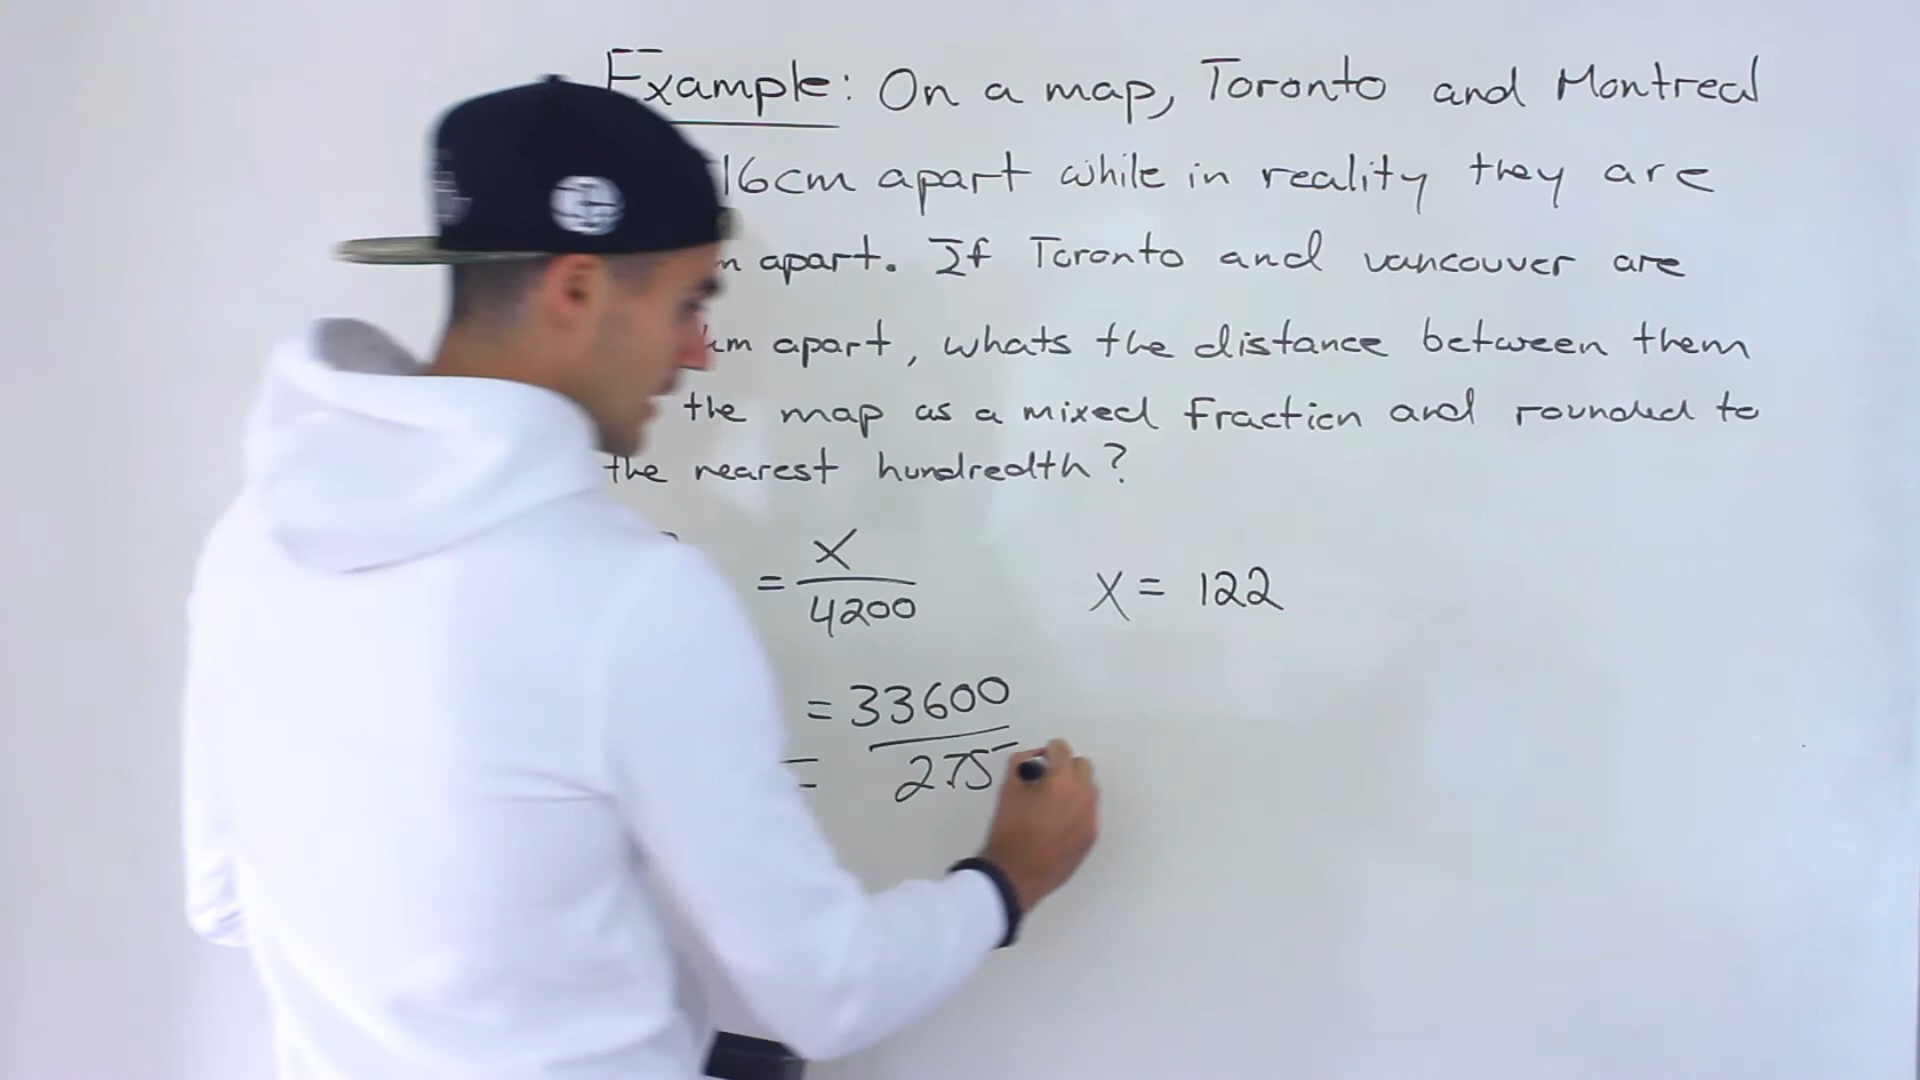 Example: On a map, Toronto and Montreal
16cm apart while in reality they are
apart. If Toronto and vancouver are
apart, whats the distance between them
the map as a mixed fraction and rounded to
the nearest hundredth?
= X/4200 X = 122
= 33600
= 275